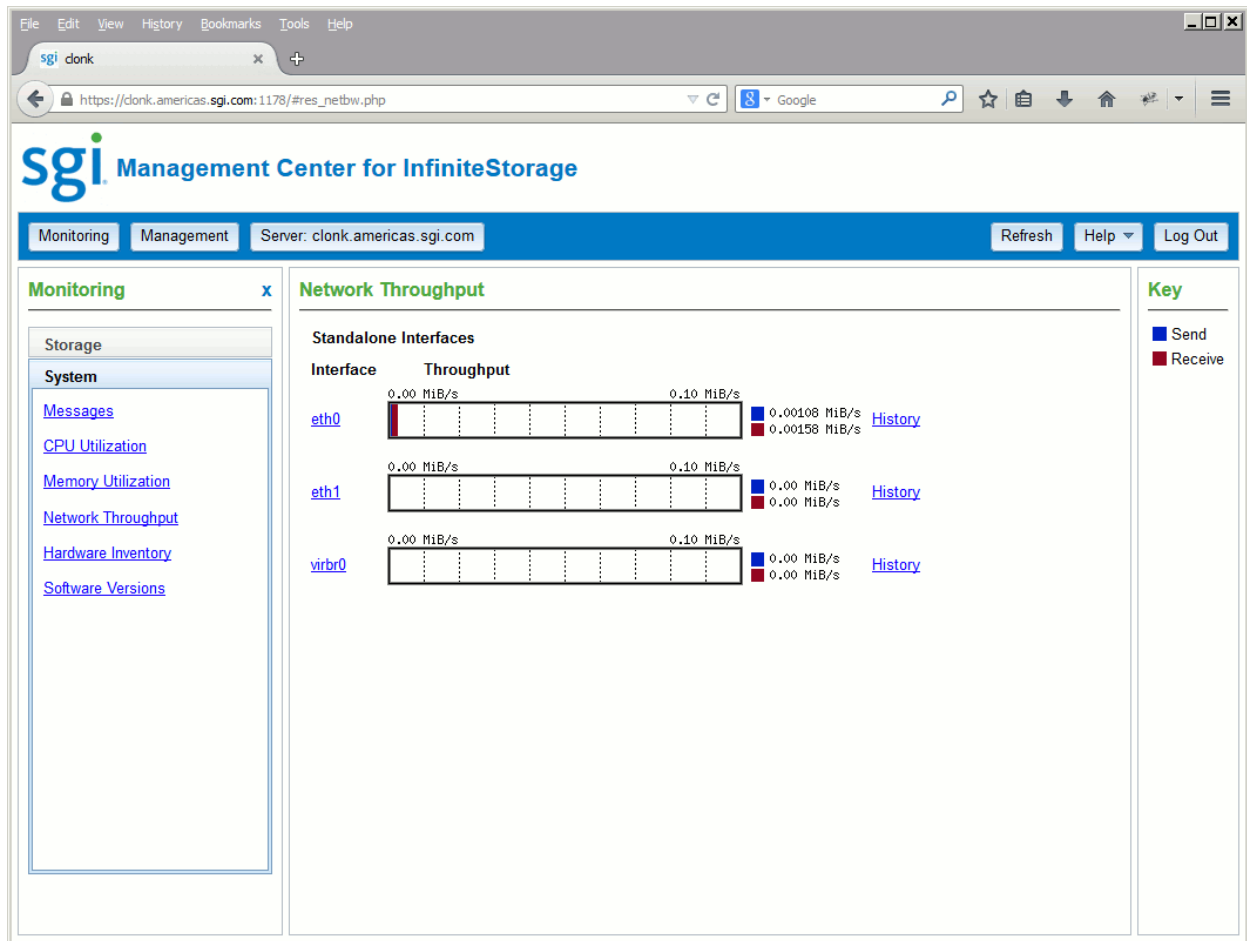 File Edit View History Bookmarks Tools Help
sgi clonk
https://clonk.americas.sgi.com:1178/#res_netbw.php
8 Google
sgi Management Center for InfiniteStorage
Monitoring Management Server: clonk.americas.sgi.com Refresh Help Log Out
Monitoring x
Storage
System
Messages
CPU Utilization
Memory Utilization
Network Throughput
Hardware Inventory
Software Versions
Network Throughput
Standalone Interfaces
Interface Throughput
0.00 MiB/s 0.10 MiB/s
eth0 0.00108 MiB/s History
0.00158 MiB/s
0.00 MiB/s 0.10 MiB/s
eth1 0.00 MiB/s History
0.00 MiB/s
0.00 MiB/s 0.10 MiB/s
virbr0 0.00 MiB/s History
0.00 MiB/s
Key
Send
Receive